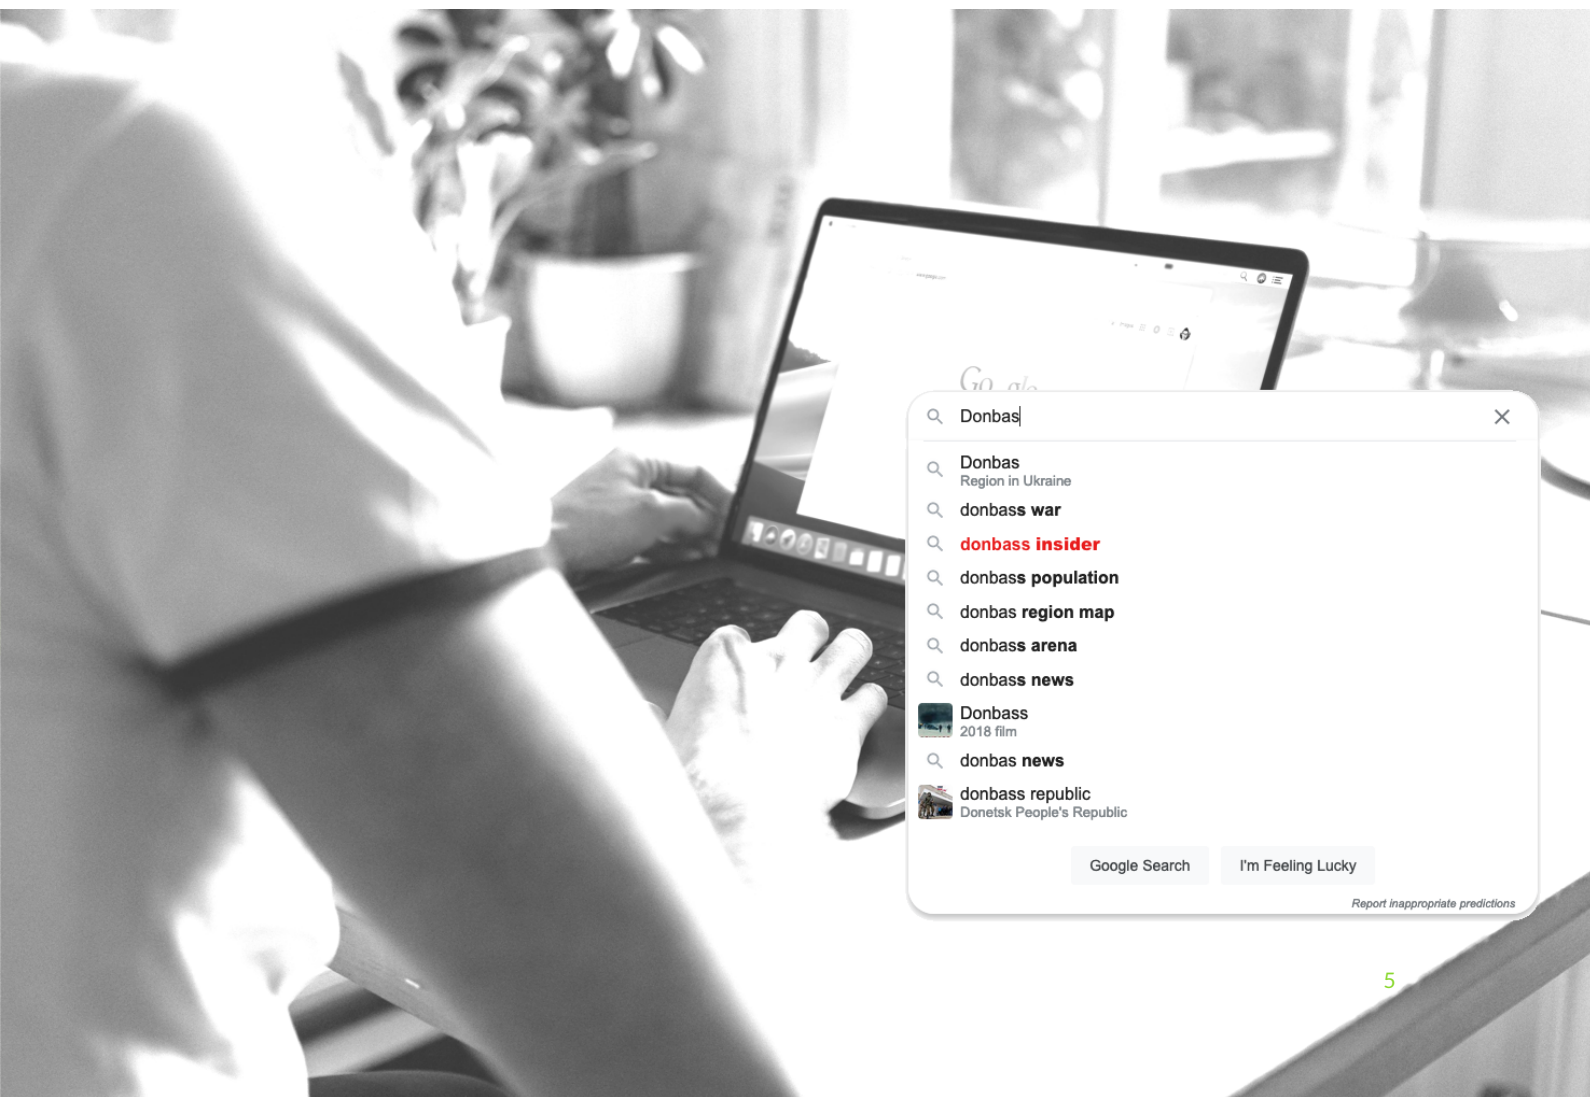 Google
Donbas
Donbas
Region in Ukraine
donbass war
donbass insider
donbass population
donbas region map
donbass arena
donbass news
Donbass
2018 film
donbas news
donbass republic
Donetsk People's Republic
Google Search
I'm Feeling Lucky
Report inappropriate predictions
5